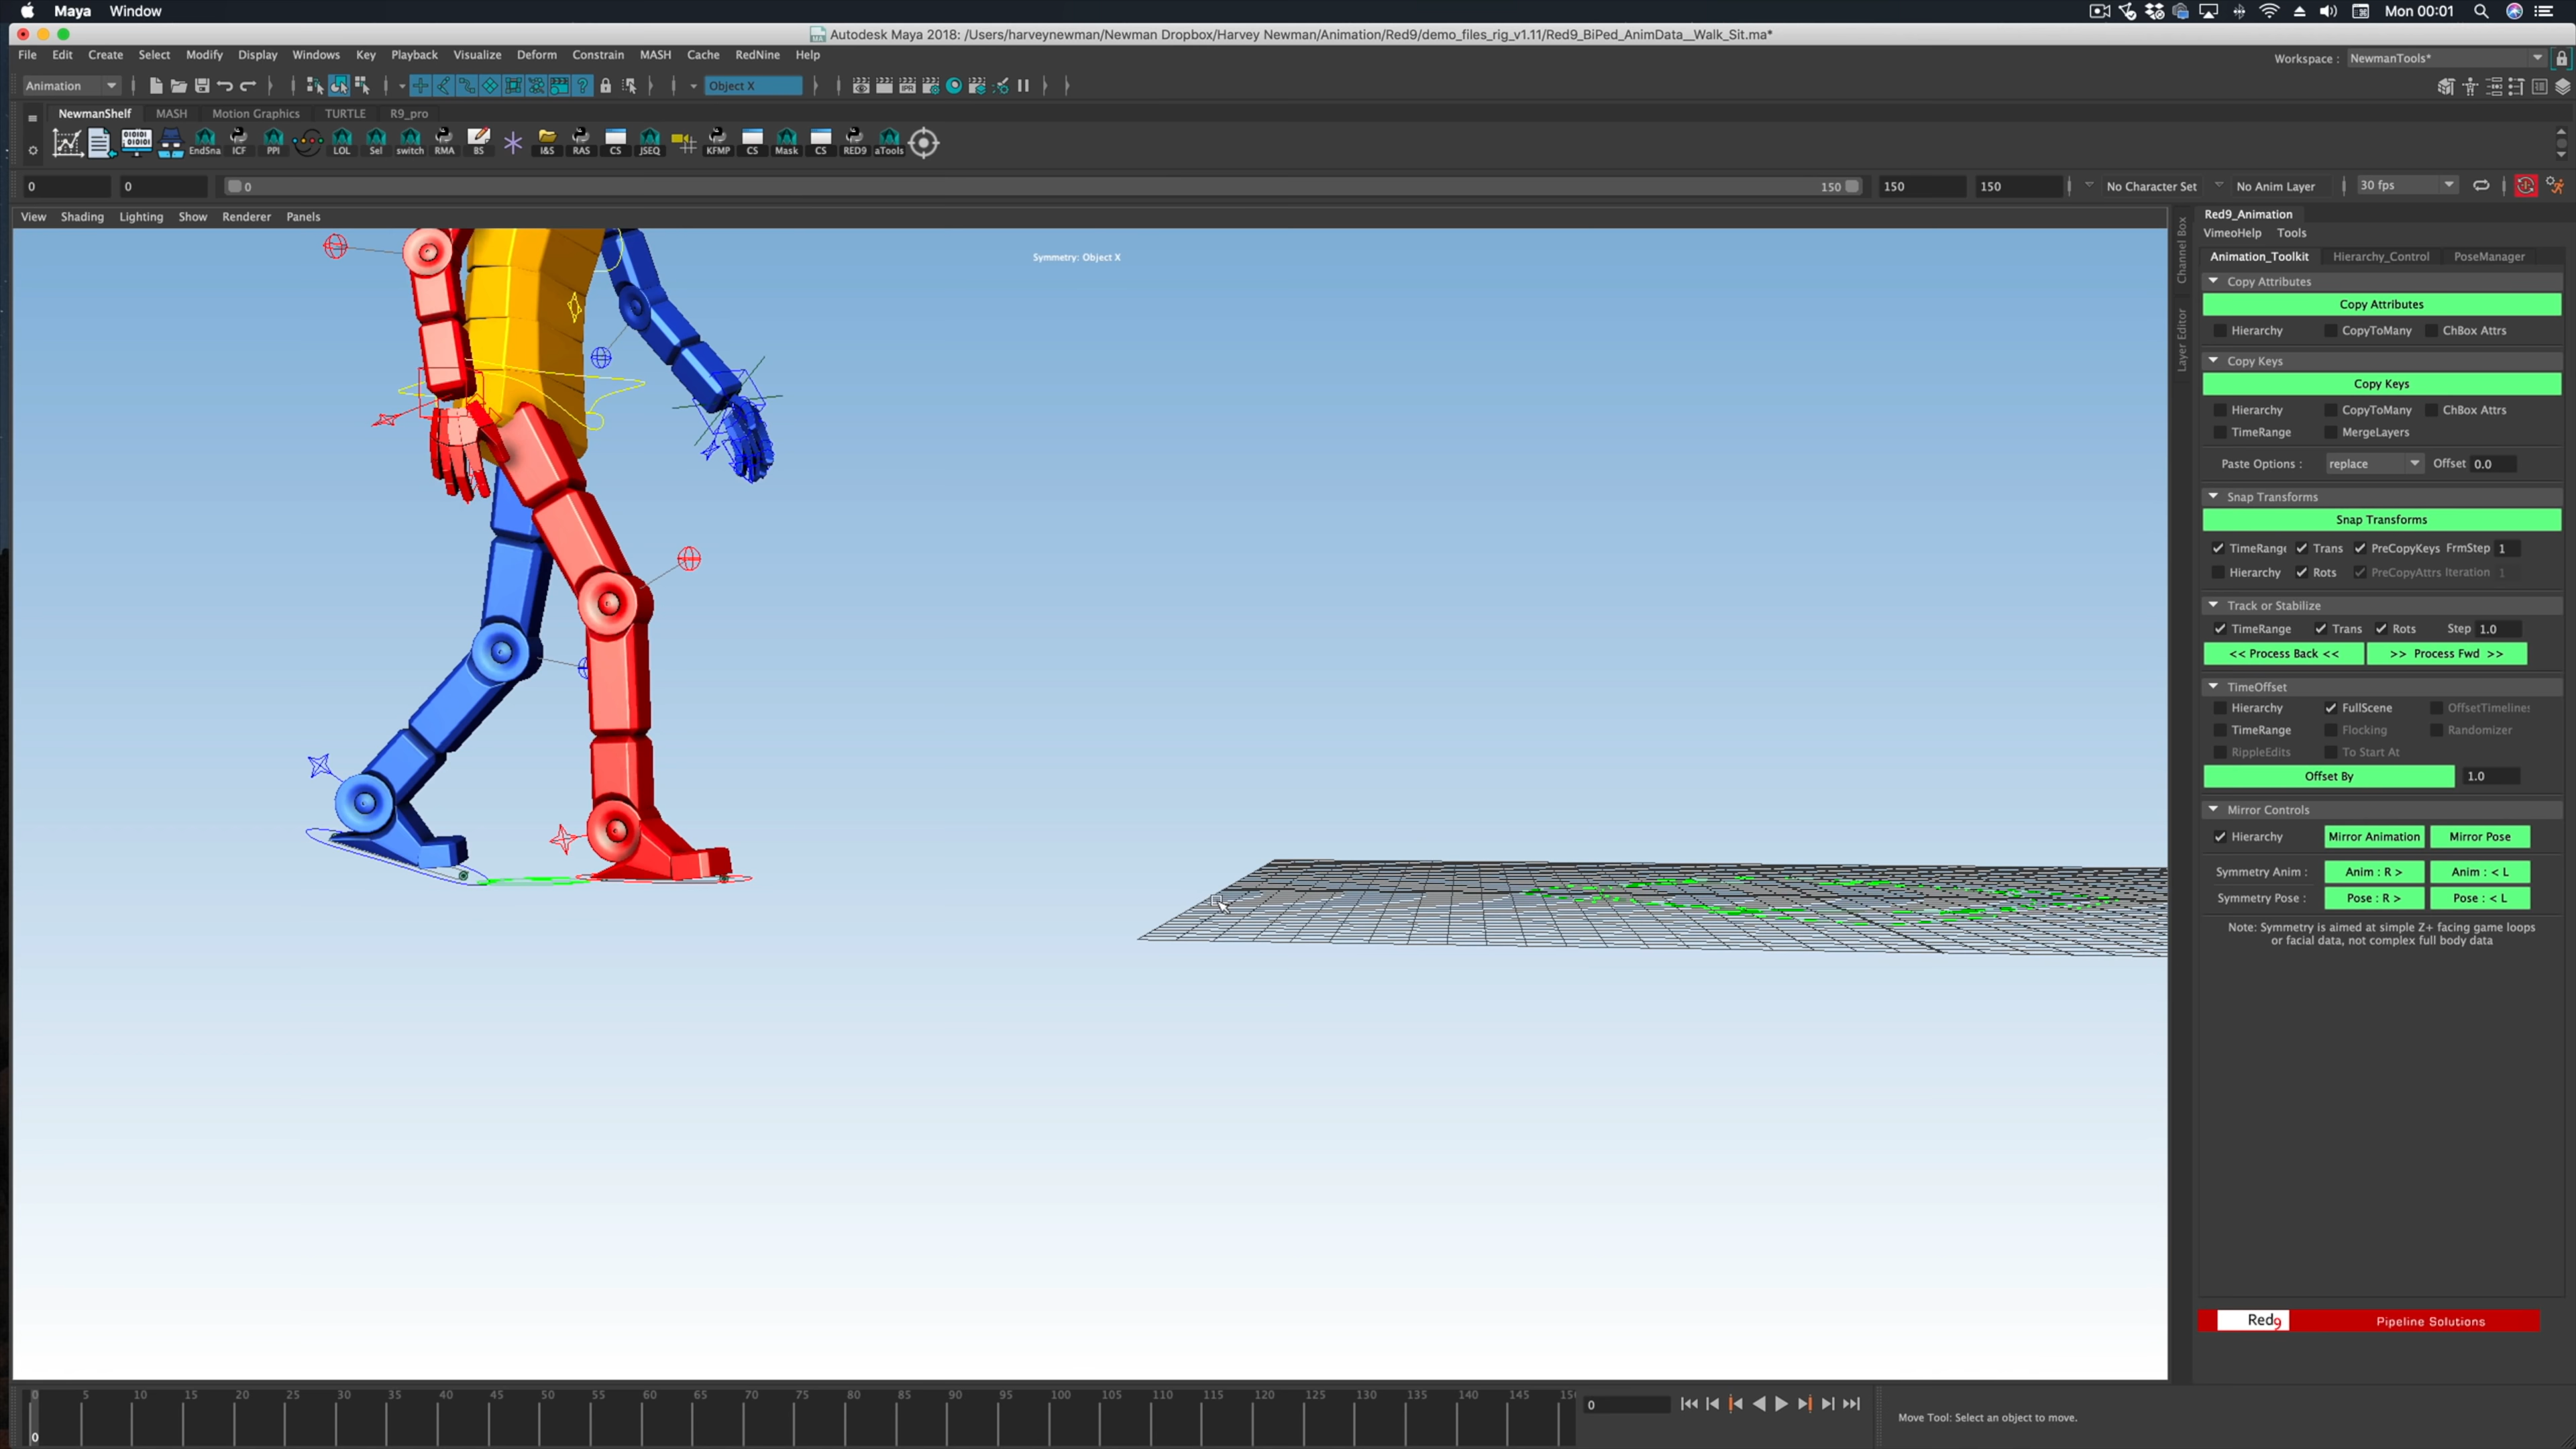 Maya Window
Mon 00:01
Autodesk Maya 2018: /Users/harveynewman/Newman Dropbox/Harvey Newman/Animation/Red9/demo_files_rig_v1.11/Red9_BiPed_AnimData__Walk_Sit.ma*
File Edit Create Select Modify Display Windows Key Playback Visualize Deform Constrain MASH Cache RedNine Help
Workspace : NewmanTools*
Animation
Object X
IPR
NewmanShelf MASH Motion Graphics TURTLE R9_pro
EndSna ICF PPI LOL Sel switch RMA BS I&S RAS CS JSEQ KFMP CS Mask CS RED9 aTools
0 0 0 150 150 150 No Character Set No Anim Layer 30 fps
View Shading Lighting Show Renderer Panels
Symmetry: Object X
Channel Box
Layer Editor
Red9_Animation
VimeoHelp Tools
Animation_Toolkit Hierarchy_Control PoseManager
Copy Attributes
Copy Attributes
Hierarchy CopyToMany ChBox Attrs
Copy Keys
Copy Keys
Hierarchy CopyToMany ChBox Attrs
TimeRange MergeLayers
Paste Options : replace Offset 0.0
Snap Transforms
Snap Transforms
TimeRange Trans PreCopyKeys FrmStep 1
Hierarchy Rots PreCopyAttrs Iteration 1
Track or Stabilize
TimeRange Trans Rots Step 1.0
<< Process Back << >> Process Fwd >>
TimeOffset
Hierarchy FullScene OffsetTimelines
TimeRange Flocking Randomizer
RippleEdits To Start At
Offset By 1.0
Mirror Controls
Hierarchy Mirror Animation Mirror Pose
Symmetry Anim : Anim : R > Anim : < L
Symmetry Pose : Pose : R > Pose : < L
Note: Symmetry is aimed at simple Z+ facing game loops
or facial data, not complex full body data
Red9 Pipeline Solutions
0 5 10 15 20 25 30 35 40 45 50 55 60 65 70 75 80 85 90 95 100 105 110 115 120 125 130 135 140 145 150
0
0
Move Tool: Select an object to move.